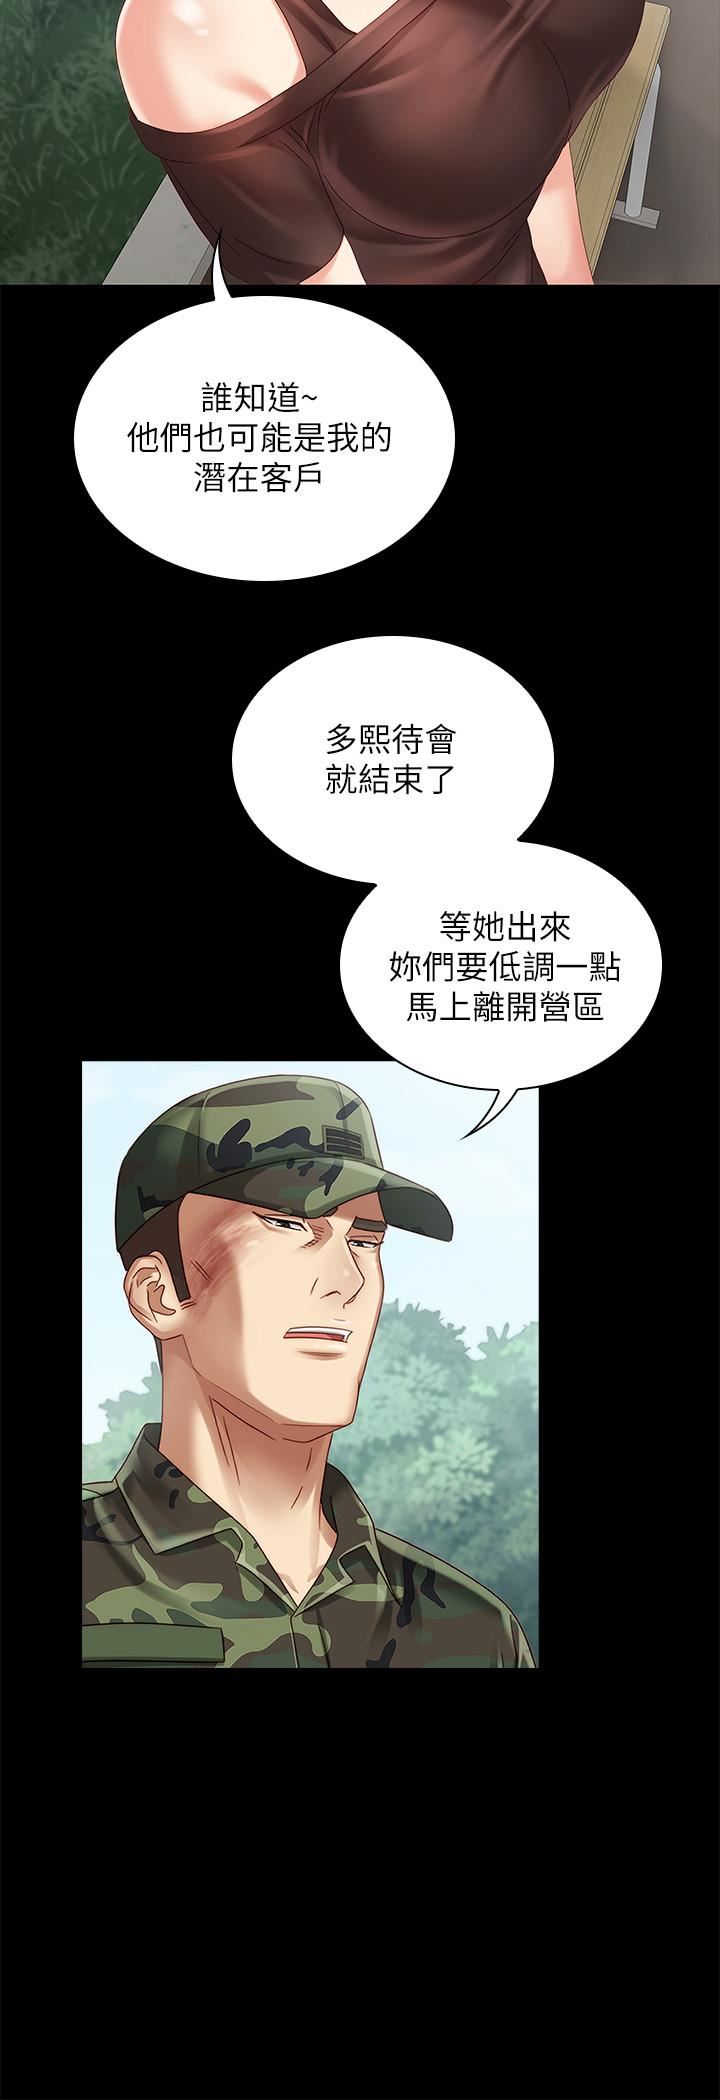 誰知道~
他們也可能是我的
潛在客戶
多熙待會
就結束了
等她出來
妳們要低調一點
馬上離開營區